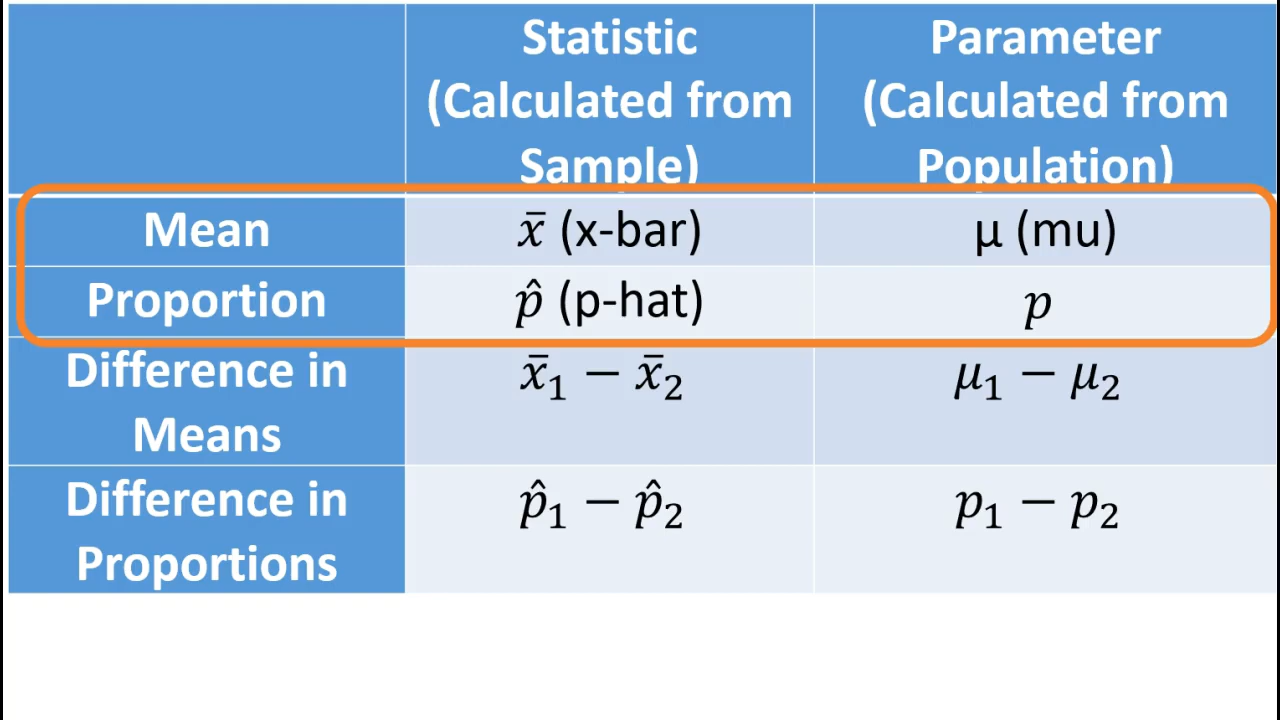 Statistic
(Calculated from
Sample)
Parameter
(Calculated from
Population)
Mean
x̄ (x-bar)
µ (mu)
Proportion
p̂ (p-hat)
p
Difference in
Means
x̄₁ − x̄₂
μ₁ − μ₂
Difference in
Proportions
p̂₁ − p̂₂
p₁ − p₂